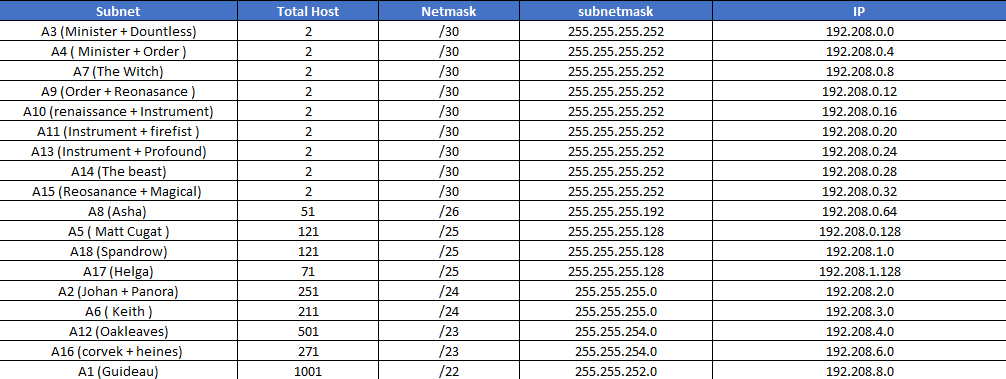 Subnet Total Host Netmask subnetmask IP
A3 (Minister + Dountless) 2 /30 255.255.255.252 192.208.0.0
A4 ( Minister + Order ) 2 /30 255.255.255.252 192.208.0.4
A7 (The Witch) 2 /30 255.255.255.252 192.208.0.8
A9 (Order + Reonasance ) 2 /30 255.255.255.252 192.208.0.12
A10 (renaissance + Instrument) 2 /30 255.255.255.252 192.208.0.16
A11 (Instrument + firefist ) 2 /30 255.255.255.252 192.208.0.20
A13 (Instrument + Profound) 2 /30 255.255.255.252 192.208.0.24
A14 (The beast) 2 /30 255.255.255.252 192.208.0.28
A15 (Reosanance + Magical) 2 /30 255.255.255.252 192.208.0.32
A8 (Asha) 51 /26 255.255.255.192 192.208.0.64
A5 ( Matt Cugat ) 121 /25 255.255.255.128 192.208.0.128
A18 (Spandrow) 121 /25 255.255.255.128 192.208.1.0
A17 (Helga) 71 /25 255.255.255.128 192.208.1.128
A2 (Johan + Panora) 251 /24 255.255.255.0 192.208.2.0
A6 ( Keith ) 211 /24 255.255.255.0 192.208.3.0
A12 (Oakleaves) 501 /23 255.255.254.0 192.208.4.0
A16 (corvek + heines) 271 /23 255.255.254.0 192.208.6.0
A1 (Guideau) 1001 /22 255.255.252.0 192.208.8.0